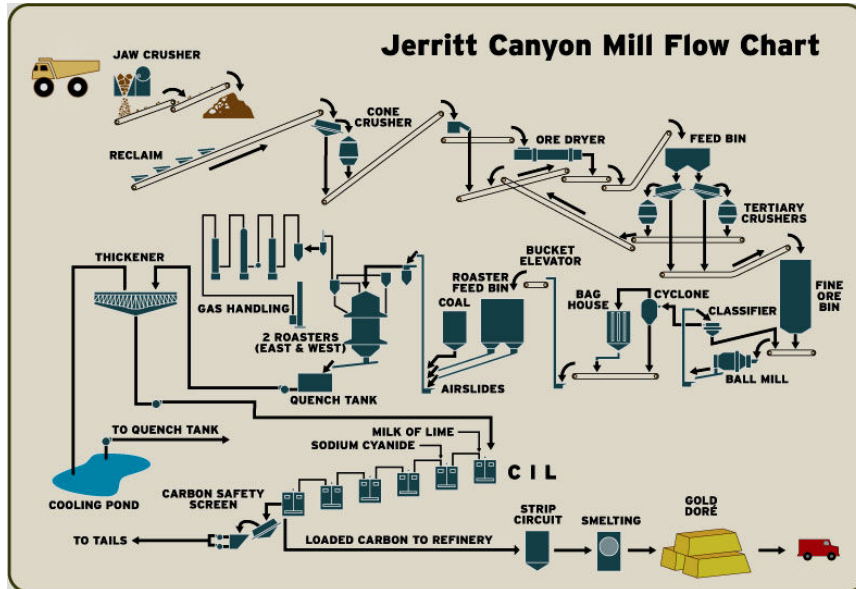 Jerritt Canyon Mill Flow Chart
JAW CRUSHER
CONE
CRUSHER
RECLAIM
ORE DRYER
FEED BIN
TERTIARY
CRUSHERS
THICKENER
GAS HANDLING
2 ROASTERS
(EAST & WEST)
QUENCH TANK
COAL
ROASTER
FEED BIN
AIRSLIDES
BUCKET
ELEVATOR
BAG
HOUSE
CYCLONE
CLASSIFIER
BALL MILL
FINE
ORE
BIN
TO QUENCH TANK
COOLING POND
MILK OF LIME
SODIUM CYANIDE
CIL
CARBON SAFETY
SCREEN
TO TAILS
LOADED CARBON TO REFINERY
STRIP
CIRCUIT
SMELTING
GOLD
DORÉ